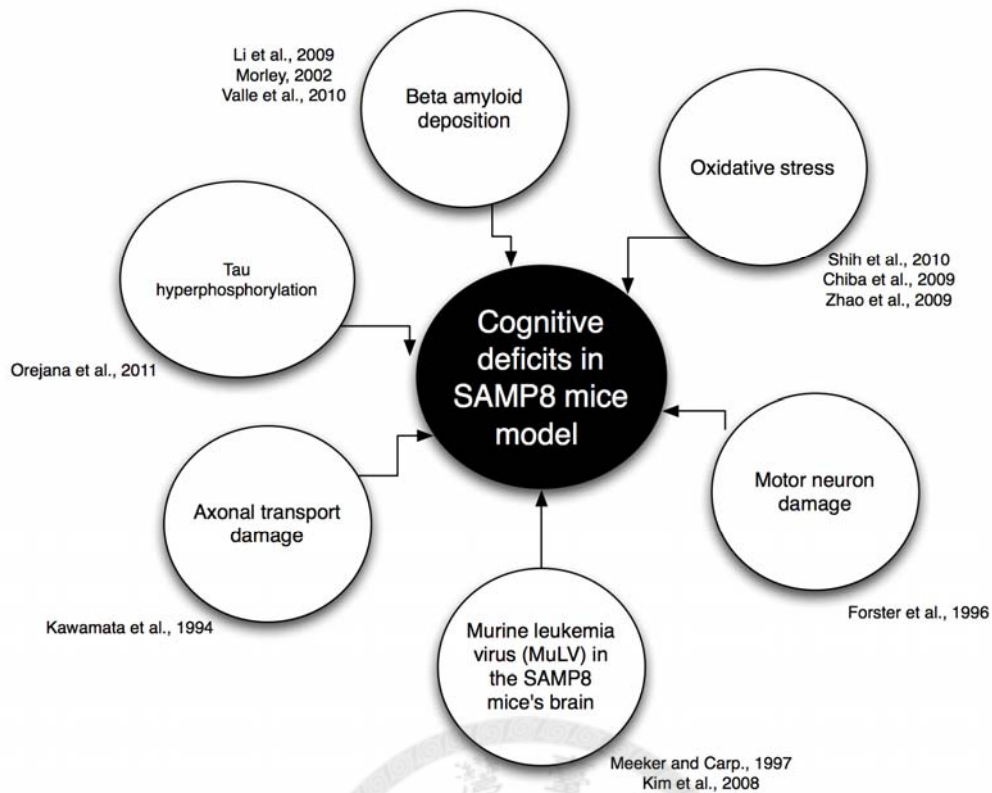 Li et al., 2009
Morley, 2002
Valle et al., 2010
Beta amyloid
deposition
Oxidative stress
Shih et al., 2010
Chiba et al., 2009
Zhao et al., 2009
Tau
hyperphosphorylation
Orejana et al., 2011
Cognitive
deficits in
SAMP8 mice
model
Motor neuron
damage
Forster et al., 1996
Axonal transport
damage
Kawamata et al., 1994
Murine leukemia
virus (MuLV) in
the SAMP8
mice's brain
Meeker and Carp., 1997
Kim et al., 2008